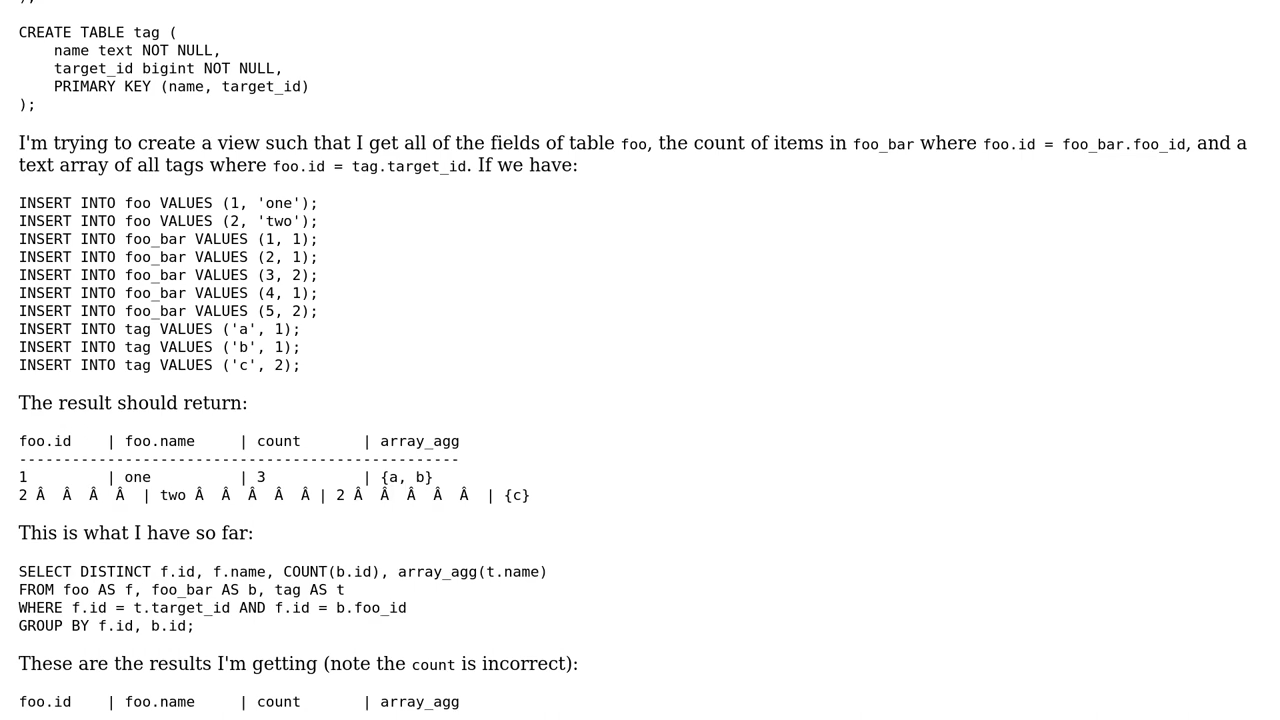 );
CREATE TABLE tag (
    name text NOT NULL,
    target_id bigint NOT NULL,
    PRIMARY KEY (name, target_id)
);
I'm trying to create a view such that I get all of the fields of table foo, the count of items in foo_bar where foo.id = foo_bar.foo_id, and a
text array of all tags where foo.id = tag.target_id. If we have:
INSERT INTO foo VALUES (1, 'one');
INSERT INTO foo VALUES (2, 'two');
INSERT INTO foo_bar VALUES (1, 1);
INSERT INTO foo_bar VALUES (2, 1);
INSERT INTO foo_bar VALUES (3, 2);
INSERT INTO foo_bar VALUES (4, 1);
INSERT INTO foo_bar VALUES (5, 2);
INSERT INTO tag VALUES ('a', 1);
INSERT INTO tag VALUES ('b', 1);
INSERT INTO tag VALUES ('c', 2);
The result should return:
foo.id    | foo.name     | count       | array_agg
--------------------------------------------------
1         | one          | 3           | {a, b}
2 Â  Â  Â  Â  | two Â  Â  Â  Â  Â | 2 Â  Â  Â  Â  Â  | {c}
This is what I have so far:
SELECT DISTINCT f.id, f.name, COUNT(b.id), array_agg(t.name)
FROM foo AS f, foo_bar AS b, tag AS t
WHERE f.id = t.target_id AND f.id = b.foo_id
GROUP BY f.id, b.id;
These are the results I'm getting (note the count is incorrect):
foo.id    | foo.name     | count       | array_agg